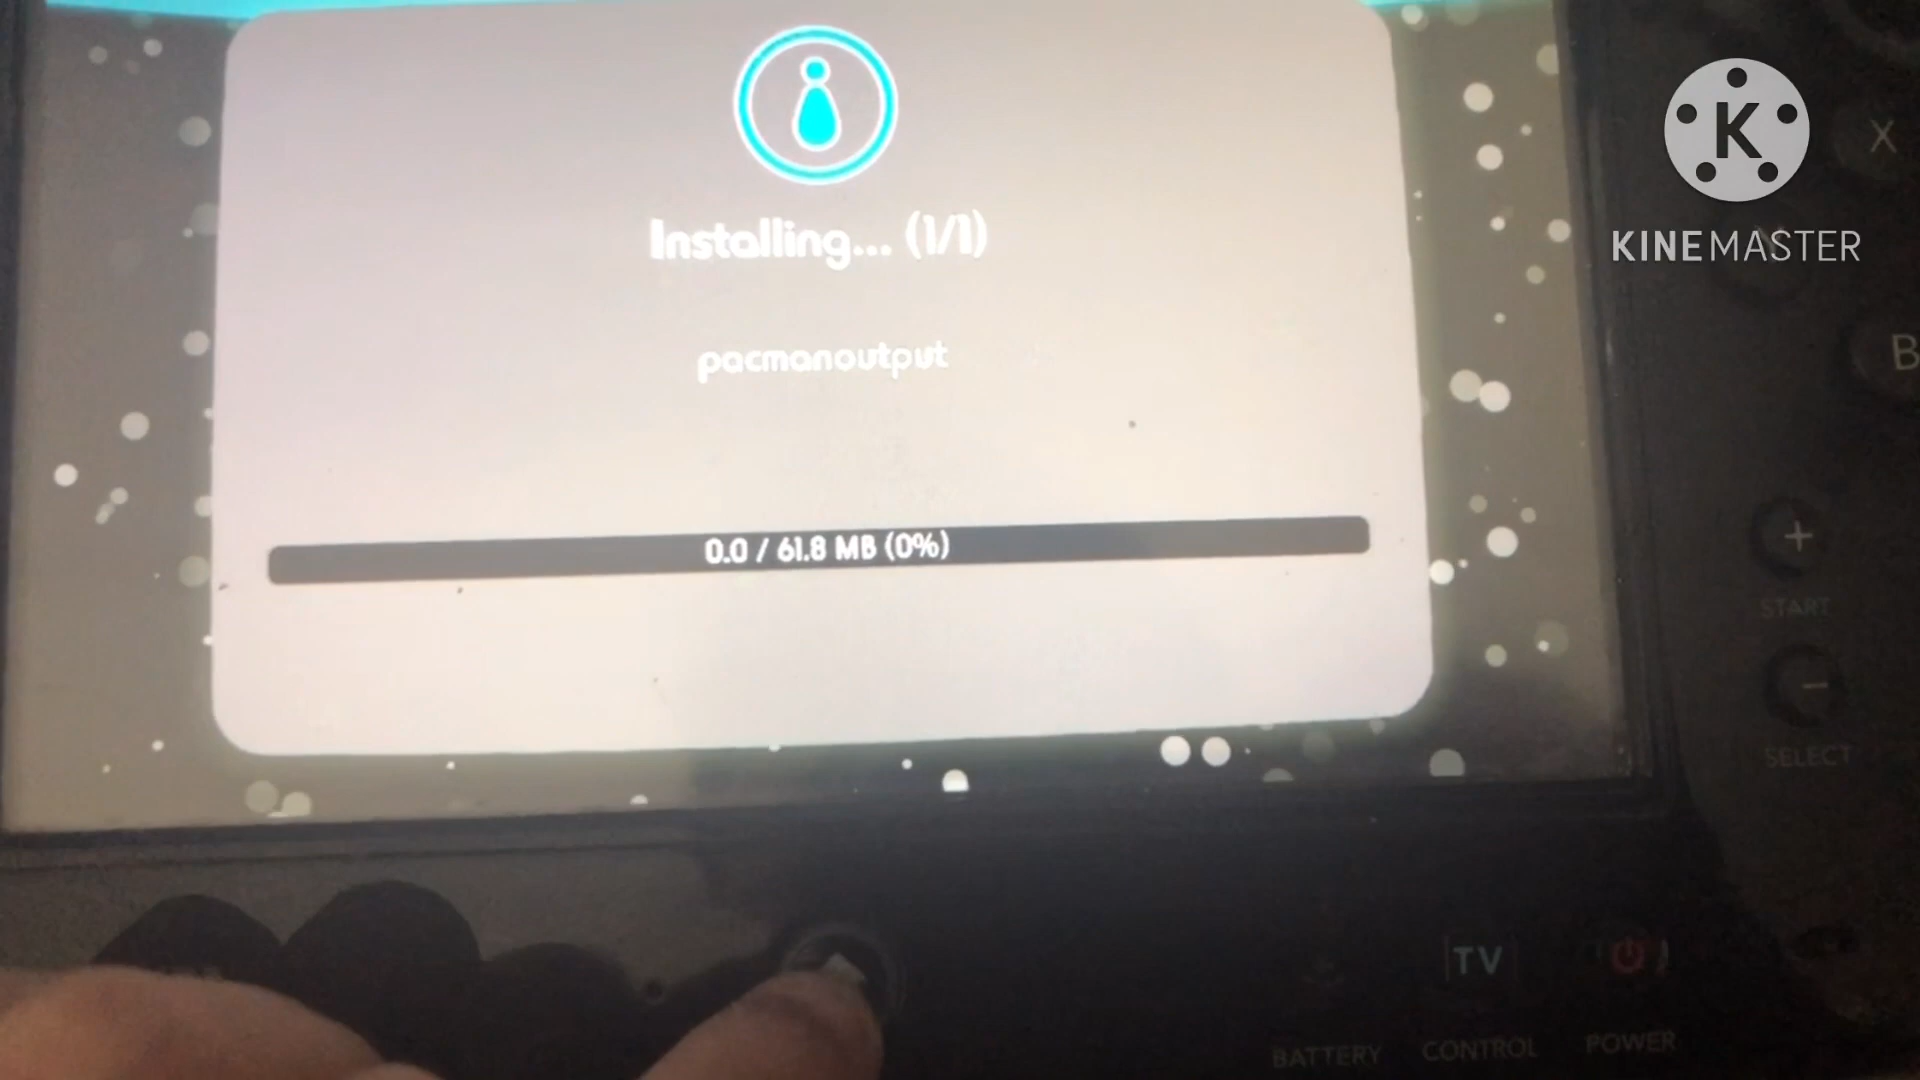 Installing... (1/1)
pacmanoutput
0.0 / 61.8 MB (0%)
K
KINEMASTER
X
Y
B
+
START
-
SELECT
TV
BATTERY
CONTROL
POWER